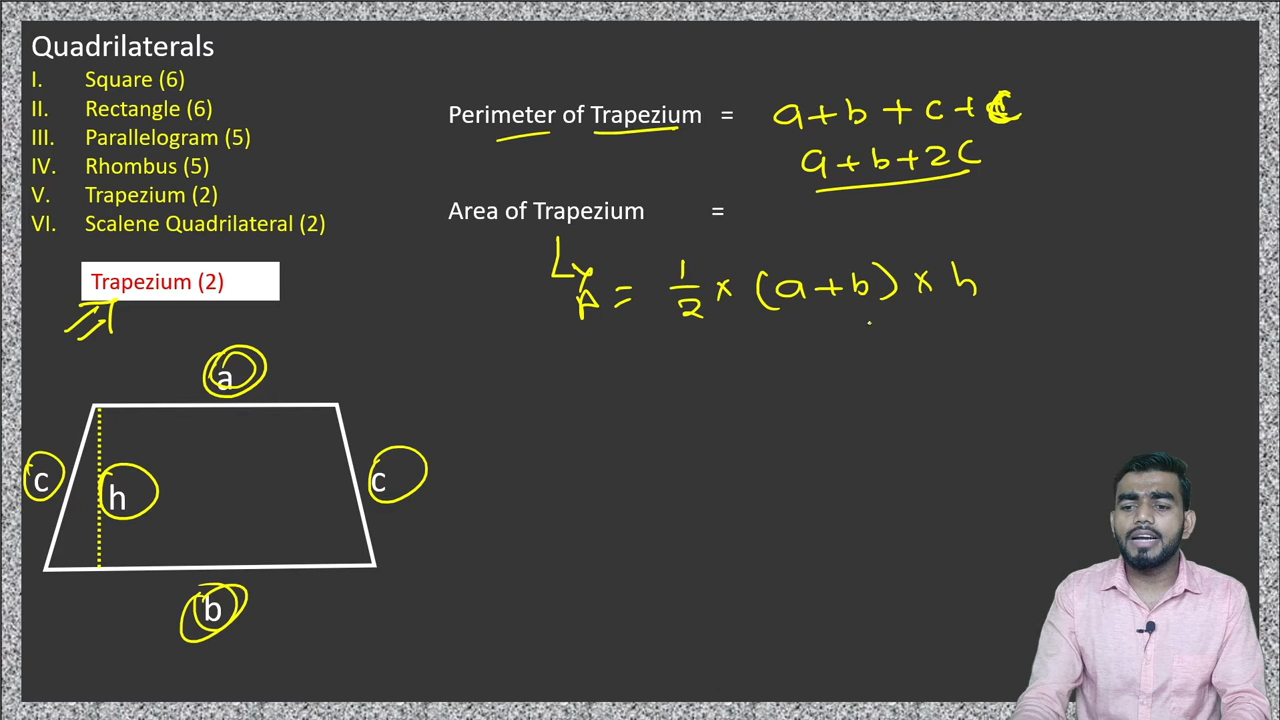 Quadrilaterals
I. Square (6)
II. Rectangle (6)
III. Parallelogram (5)
IV. Rhombus (5)
V. Trapezium (2)
VI. Scalene Quadrilateral (2)
Trapezium (2)
a
c
h
c
b
Perimeter of Trapezium = a + b + c + c
a + b + 2c
Area of Trapezium =
A = 1/2 × (a + b) × h